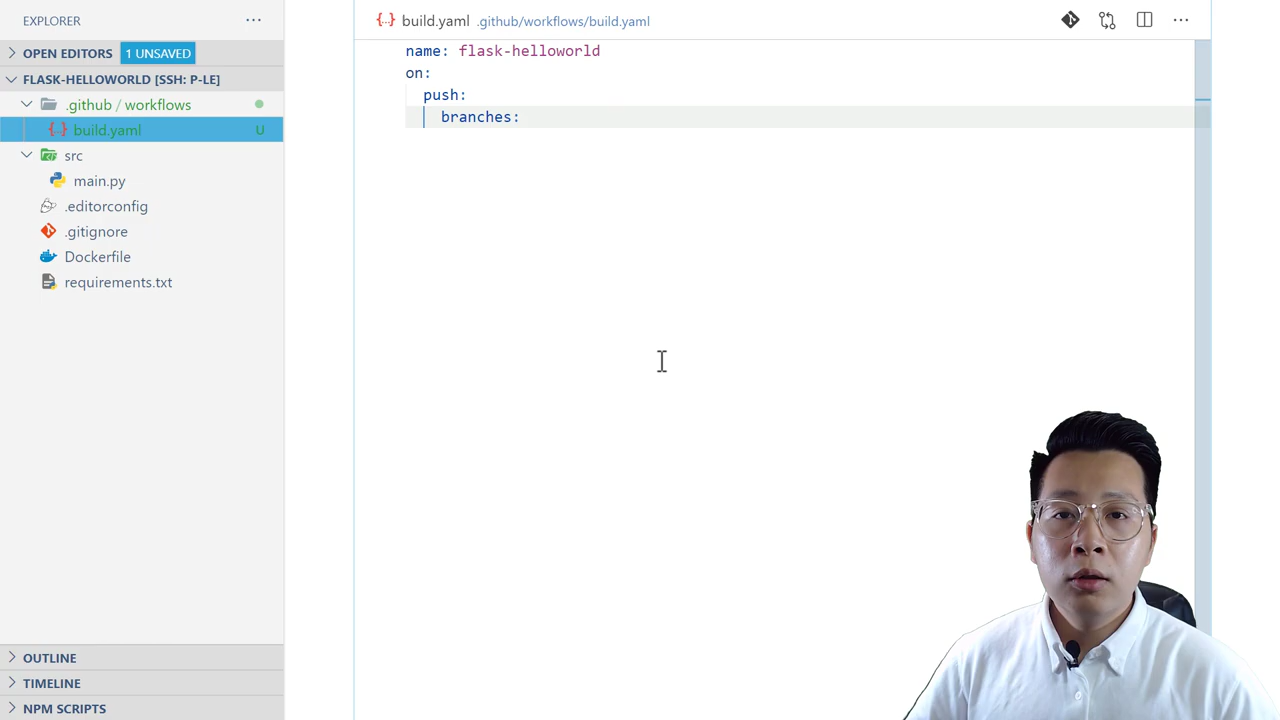 EXPLORER
OPEN EDITORS 1 UNSAVED
FLASK-HELLOWORLD [SSH: P-LE]
.github / workflows
build.yaml U
src
main.py
.editorconfig
.gitignore
Dockerfile
requirements.txt
OUTLINE
TIMELINE
NPM SCRIPTS
build.yaml .github/workflows/build.yaml
name: flask-helloworld
on:
push:
branches: